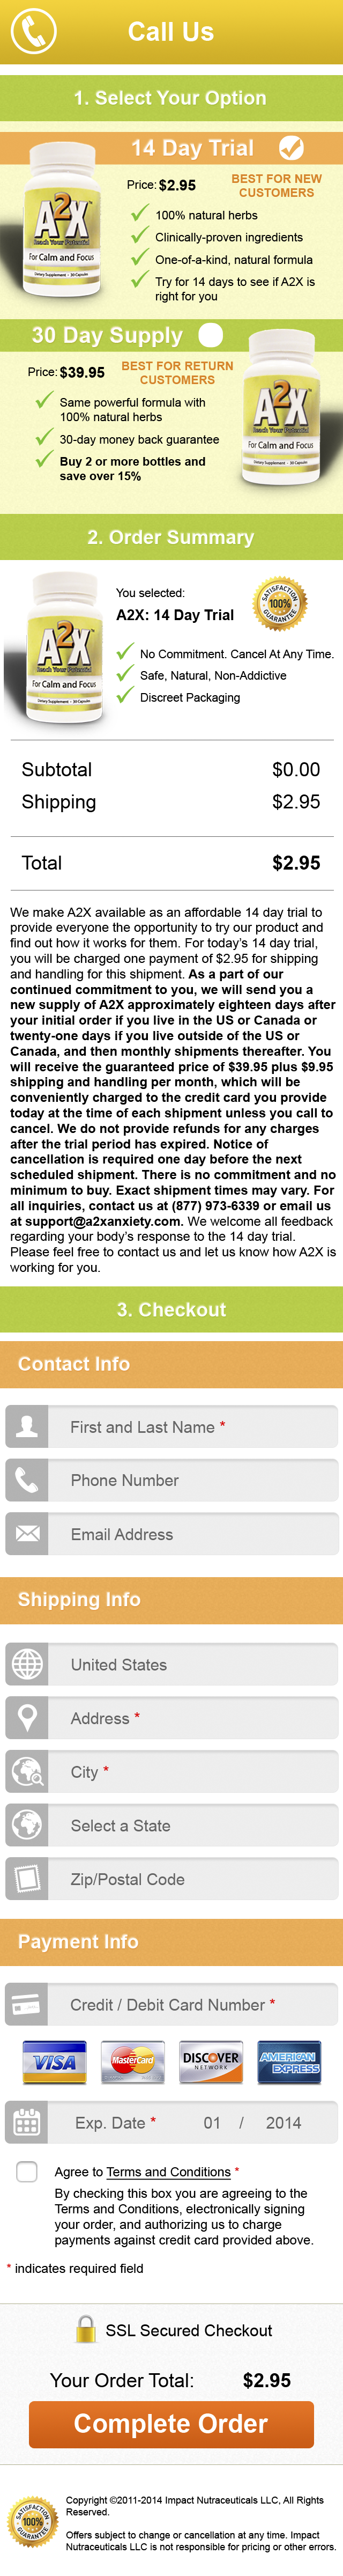 Call Us
1. Select Your Option
14 Day Trial
Price: $2.95
BEST FOR NEW
CUSTOMERS
100% natural herbs
Clinically-proven ingredients
One-of-a-kind, natural formula
Try for 14 days to see if A2X is
right for you
A2X™
Reach Your Potential
For Calm and Focus
Dietary Supplement · 30 Capsules
30 Day Supply
Price: $39.95
BEST FOR RETURN
CUSTOMERS
Same powerful formula with
100% natural herbs
30-day money back guarantee
Buy 2 or more bottles and
save over 15%
A2X™
Reach Your Potential
For Calm and Focus
Dietary Supplement · 30 Capsules
2. Order Summary
A2X™
Reach Your Potential
For Calm and Focus
Dietary Supplement · 30 Capsules
You selected:
A2X: 14 Day Trial
SATISFACTION
100%
GUARANTEE
No Commitment. Cancel At Any Time.
Safe, Natural, Non-Addictive
Discreet Packaging
Subtotal $0.00
Shipping $2.95
Total $2.95
We make A2X available as an affordable 14 day trial to
provide everyone the opportunity to try our product and
find out how it works for them. For today's 14 day trial,
you will be charged one payment of $2.95 for shipping
and handling for this shipment. As a part of our
continued commitment to you, we will send you a
new supply of A2X approximately eighteen days after
your initial order if you live in the US or Canada or
twenty-one days if you live outside of the US or
Canada, and then monthly shipments thereafter. You
will receive the guaranteed price of $39.95 plus $9.95
shipping and handling per month, which will be
conveniently charged to the credit card you provide
today at the time of each shipment unless you call to
cancel. We do not provide refunds for any charges
after the trial period has expired. Notice of
cancellation is required one day before the next
scheduled shipment. There is no commitment and no
minimum to buy. Exact shipment times may vary. For
all inquiries, contact us at (877) 973-6339 or email us
at support@a2xanxiety.com. We welcome all feedback
regarding your body's response to the 14 day trial.
Please feel free to contact us and let us know how A2X is
working for you.
3. Checkout
Contact Info
First and Last Name *
Phone Number
Email Address
Shipping Info
United States
Address *
City *
Select a State
Zip/Postal Code
Payment Info
Credit / Debit Card Number *
VISA
MasterCard
DISCOVER
NETWORK
AMERICAN
EXPRESS
Exp. Date * 01 / 2014
Agree to Terms and Conditions *
By checking this box you are agreeing to the
Terms and Conditions, electronically signing
your order, and authorizing us to charge
payments against credit card provided above.
* indicates required field
SSL Secured Checkout
Your Order Total: $2.95
Complete Order
SATISFACTION
100%
GUARANTEE
Copyright ©2011-2014 Impact Nutraceuticals LLC, All Rights
Reserved.
Offers subject to change or cancellation at any time. Impact
Nutraceuticals LLC is not responsible for pricing or other errors.